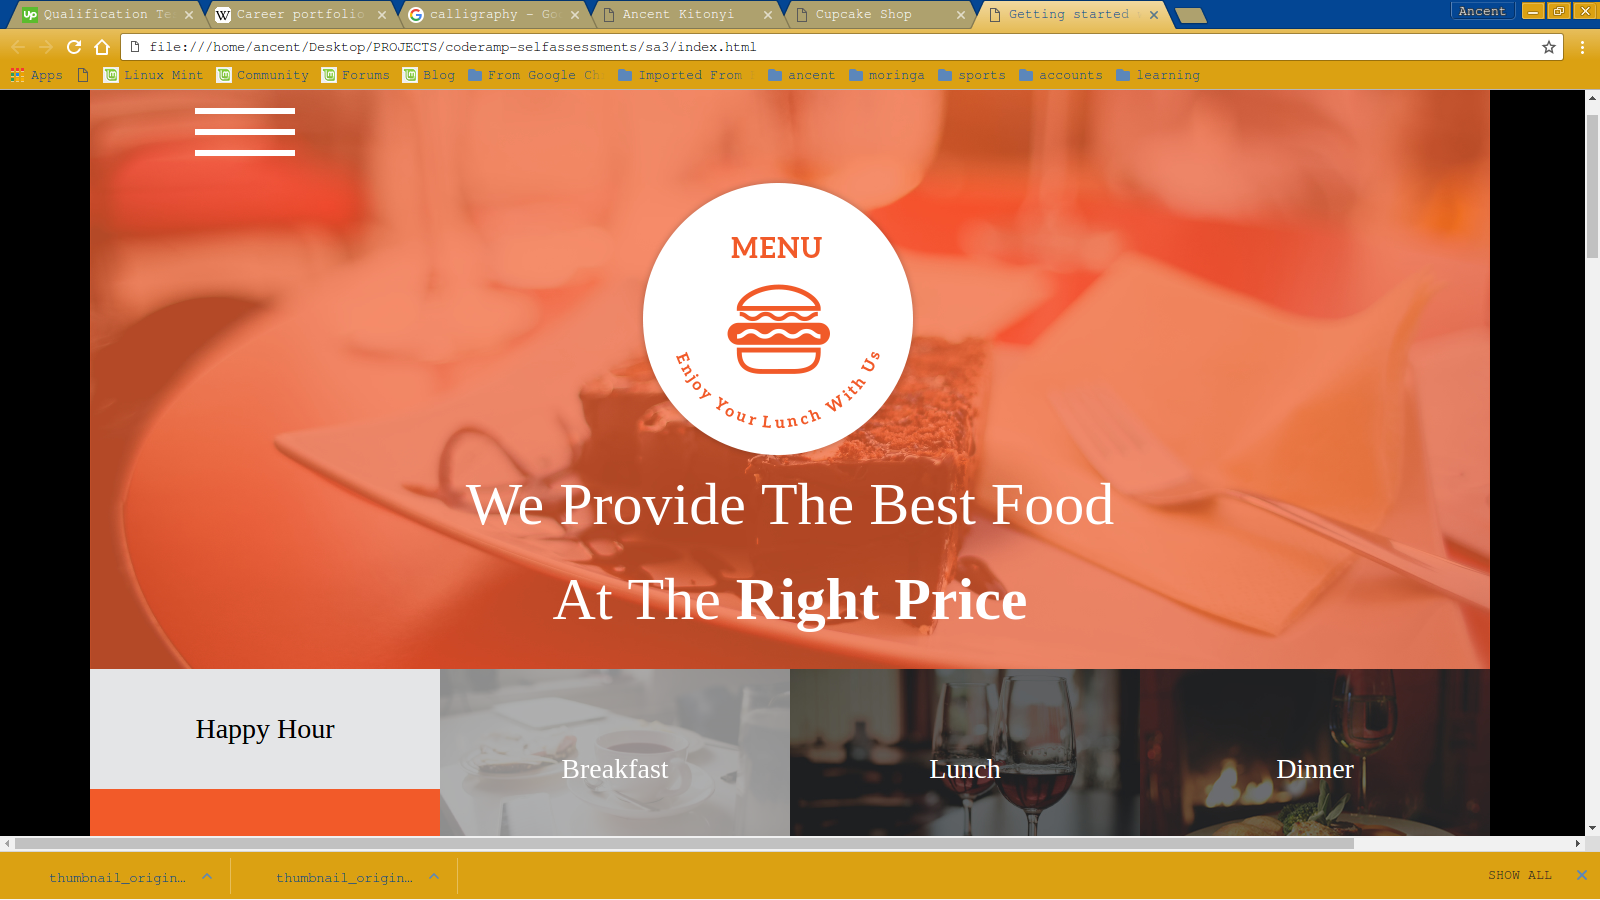 Qualification Te
Career portfolio
calligraphy - Go
Ancent Kitonyi
Cupcake Shop
Getting started
Ancent
file:///home/ancent/Desktop/PROJECTS/coderamp-selfassessments/sa3/index.html
Apps
Linux Mint
Community
Forums
Blog
From Google Ch
Imported From
ancent
moringa
sports
accounts
learning
MENU
Enjoy Your Lunch With Us
We Provide The Best Food
At The Right Price
Happy Hour
Breakfast
Lunch
Dinner
thumbnail_origin...
thumbnail_origin...
SHOW ALL